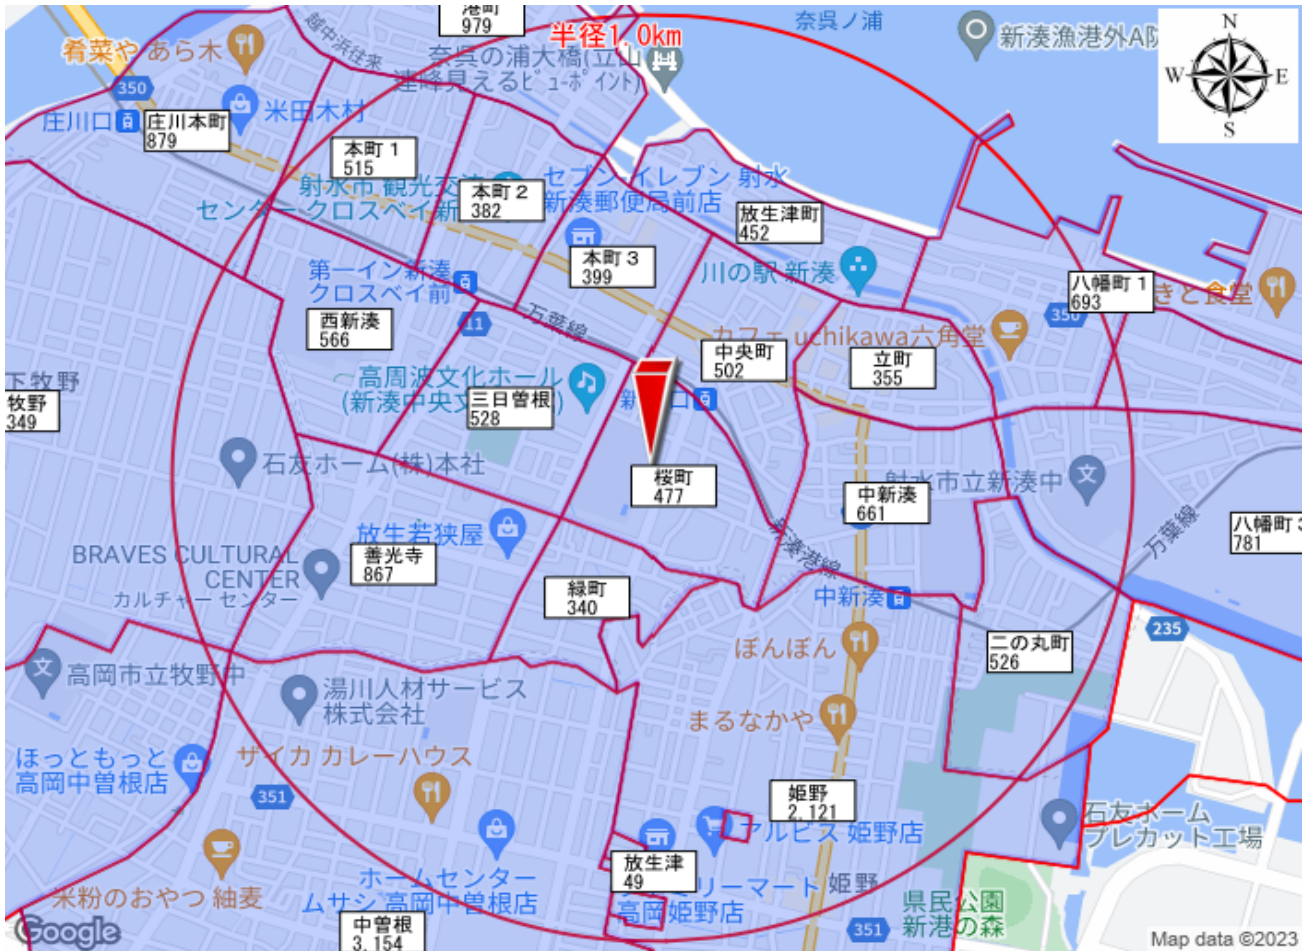 港町
979
奈呉ノ浦
新湊漁港外A防
N
W
E
S
半径1.0km
越中浜往来
肴菜や あら木
奈呉の浦大橋(立山
連峰見えるビューポイント)
350
庄川口
庄川本町
879
米田木村
本町１
515
射水市 観光交流
センター クロスベイ新
本町２
382
セブン-イレブン 射水
新湊郵便局前店
放生津町
452
本町３
399
川の駅 新湊
第一イン新湊
クロスベイ前
八幡町１
693
きと食堂
350
西新湊
566
11
万葉線
カフェ uchikawa六角堂
中央町
502
立町
355
下牧野
牧野
349
高周波文化ホール
(新湊中央文
三日曽根
528
新
口
石友ホーム(株)本社
桜町
477
中新湊
661
射水市立新湊中
万葉線
八幡町３
781
放生若狭屋
新湊港線
BRAVES CULTURAL
CENTER
カルチャー センター
善光寺
867
緑町
340
中新湊
235
ぼんぼん
二の丸町
526
高岡市立牧野中
湯川人材サービス
株式会社
まるなかや
ほっともっと
高岡中曽根店
ザイカ カレーハウス
351
姫野
2,121
石友ホーム
プレカット工場
アルビス 姫野店
放生津
49
ミリーマート
高岡姫野店
姫野
米粉のおやつ 紬麦
ホームセンター
ムサシ 高岡中曽根店
県民公園
新港の森
中曽根
3,154
351
Google
Map data ©2023